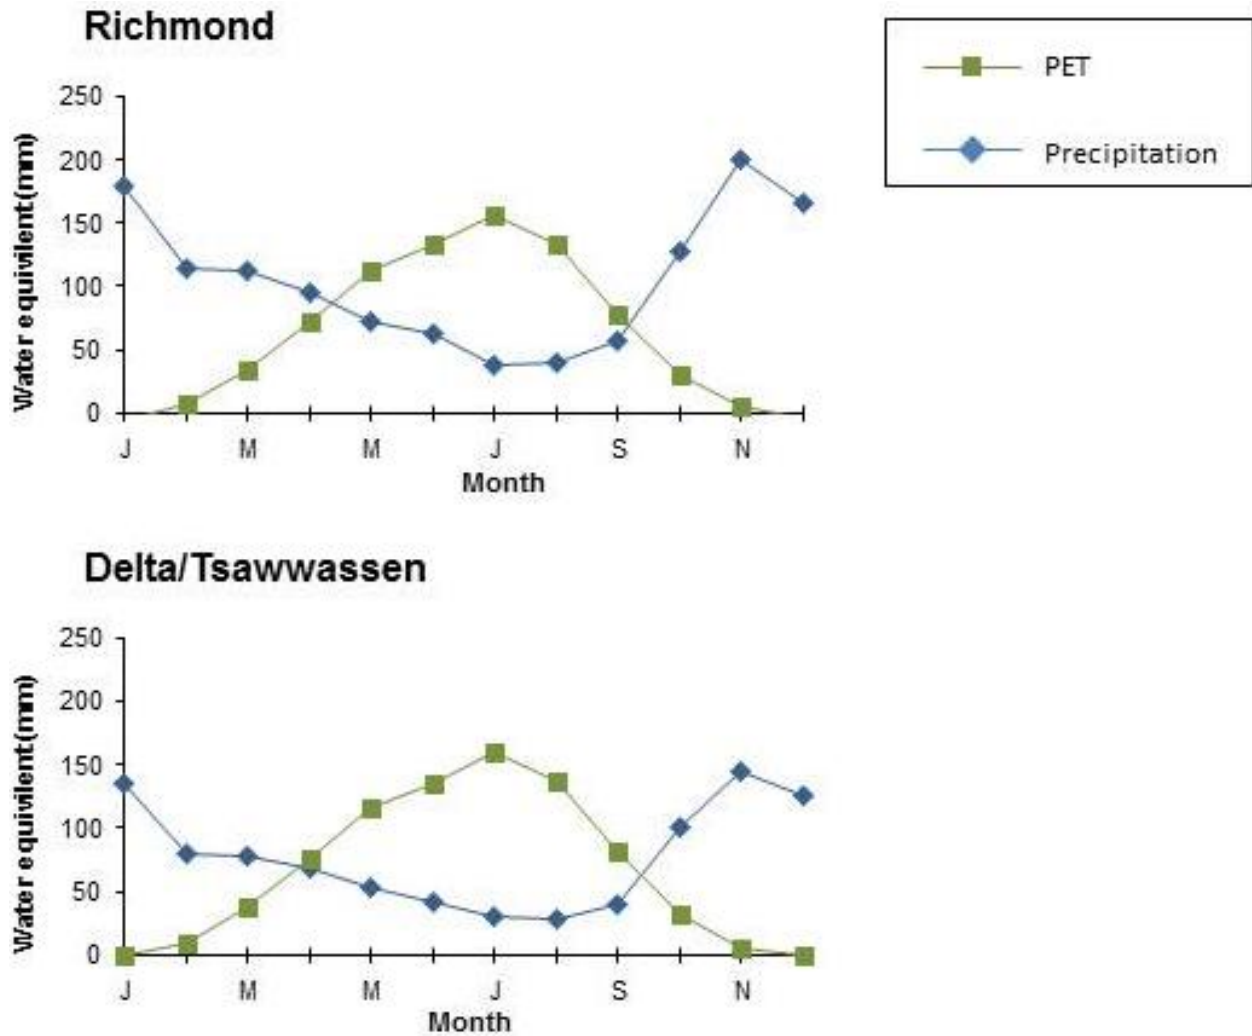 Richmond
PET
Precipitation
Water equivilent(mm)
250
200
150
100
50
0
J M M J S N
Month
Delta/Tsawwassen
Water equivilent(mm)
250
200
150
100
50
0
J M M J S N
Month